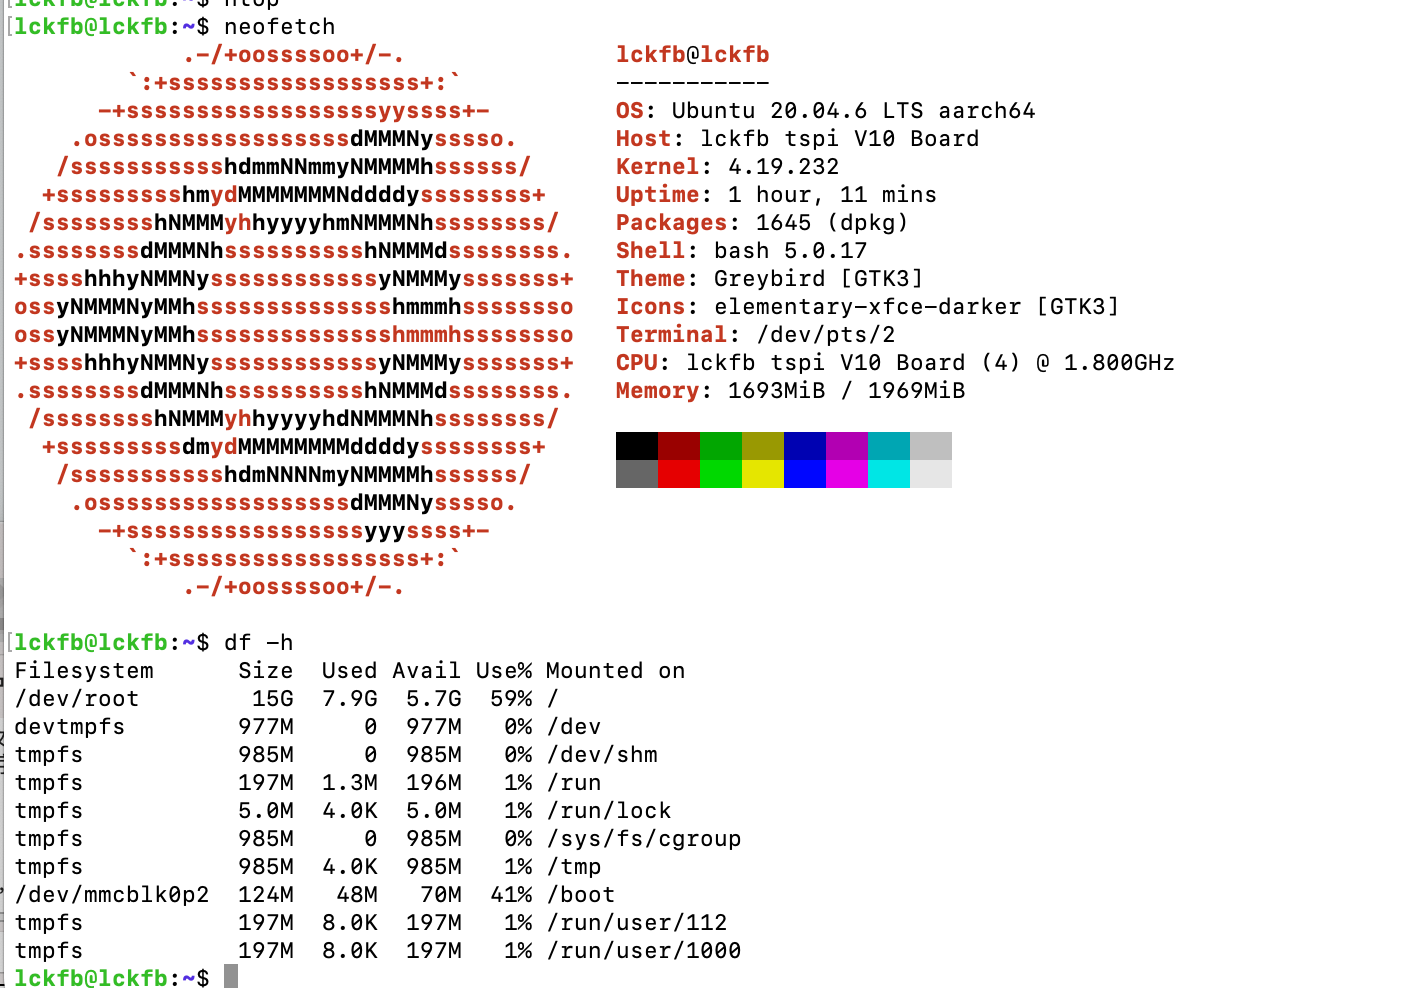 lckfb@lckfb:~$ neofetch
.-/+oossssoo+/-.
lckfb@lckfb
`:+ssssssssssssssssss+:`
-----------
-+ssssssssssssssssssyyssss+-
OS: Ubuntu 20.04.6 LTS aarch64
.ossssssssssssssssssdMMMNysssso.
Host: lckfb tspi V10 Board
/ssssssssssshdmmNNmmyNMMMMhssssss/
Kernel: 4.19.232
+ssssssssshmydMMMMMMMNddddyssssssss+
Uptime: 1 hour, 11 mins
/sssssssshNMMMyhhyyyyhmNMMMNhssssssss/
Packages: 1645 (dpkg)
.ssssssssdMMMNhsssssssssshNMMMdssssssss.
Shell: bash 5.0.17
+sssshhhyNMMNyssssssssssssyNMMMysssssss+
Theme: Greybird [GTK3]
ossyNMMMNyMMhsssssssssssssshmmmhssssssso
Icons: elementary-xfce-darker [GTK3]
ossyNMMMNyMMhsssssssssssssshmmmhssssssso
Terminal: /dev/pts/2
+sssshhhyNMMNyssssssssssssyNMMMysssssss+
CPU: lckfb tspi V10 Board (4) @ 1.800GHz
.ssssssssdMMMNhsssssssssshNMMMdssssssss.
Memory: 1693MiB / 1969MiB
/sssssssshNMMMyhhyyyyhdNMMMNhssssssss/
+sssssssssdmydMMMMMMMMddddyssssssss+
/ssssssssssshdmNNNNmyNMMMMhssssss/
.ossssssssssssssssssdMMMNysssso.
-+sssssssssssssssssyyyssss+-
`:+ssssssssssssssssss+:`
.-/+oossssoo+/-.
lckfb@lckfb:~$ df -h
Filesystem      Size  Used Avail Use% Mounted on
/dev/root        15G  7.9G  5.7G  59% /
devtmpfs        977M     0  977M   0% /dev
tmpfs           985M     0  985M   0% /dev/shm
tmpfs           197M  1.3M  196M   1% /run
tmpfs           5.0M  4.0K  5.0M   1% /run/lock
tmpfs           985M     0  985M   0% /sys/fs/cgroup
tmpfs           985M  4.0K  985M   1% /tmp
/dev/mmcblk0p2  124M   48M   70M  41% /boot
tmpfs           197M  8.0K  197M   1% /run/user/112
tmpfs           197M  8.0K  197M   1% /run/user/1000
lckfb@lckfb:~$